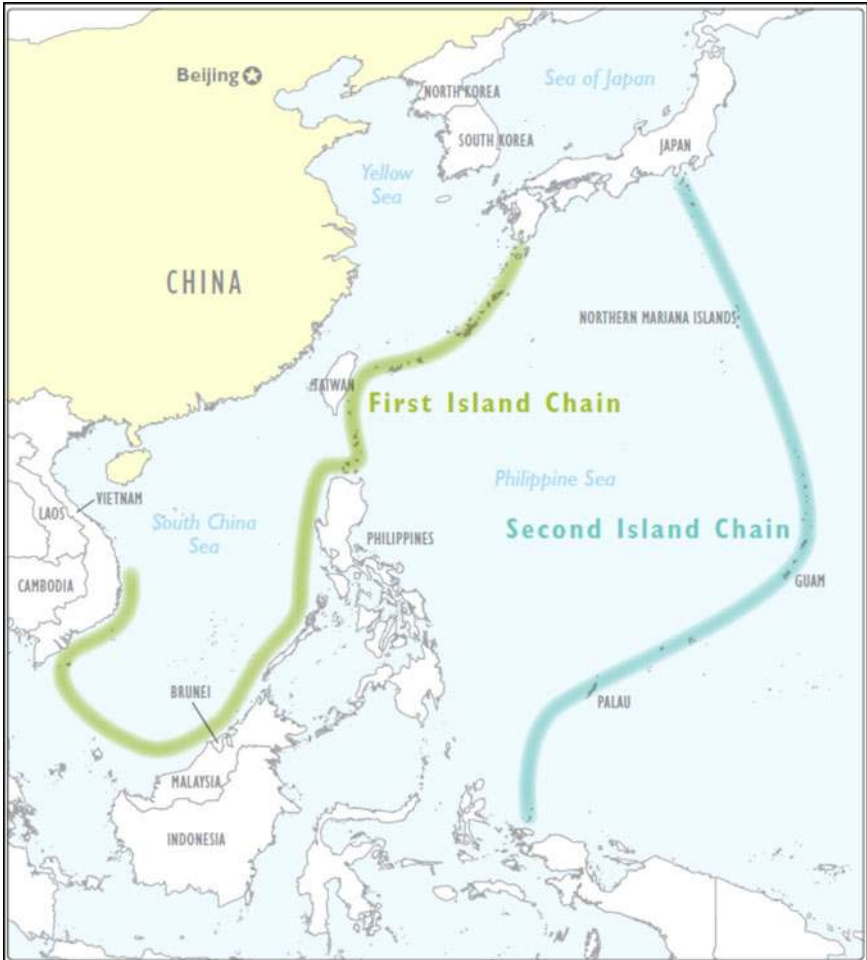 Beijing
Sea of Japan
NORTH KOREA
SOUTH KOREA
JAPAN
Yellow
Sea
CHINA
NORTHERN MARIANA ISLANDS
TAIWAN
First Island Chain
Philippine Sea
VIETNAM
LAOS
South China
Sea
Second Island Chain
PHILIPPINES
CAMBODIA
GUAM
BRUNEI
PALAU
MALAYSIA
INDONESIA